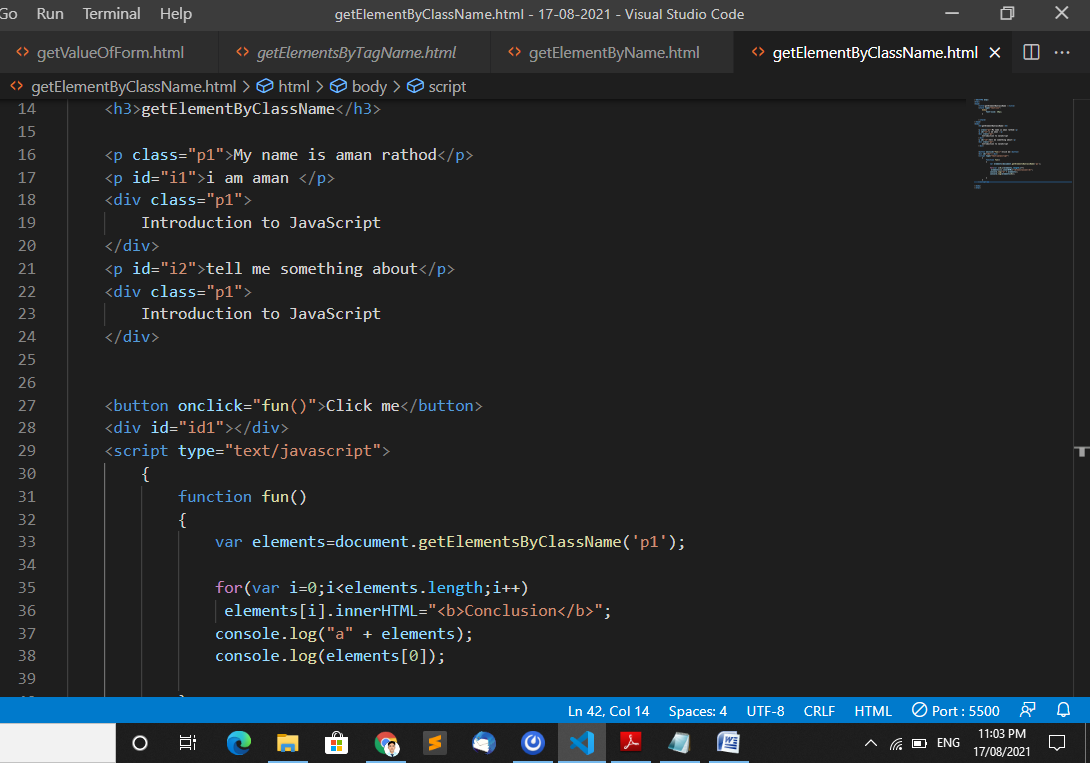 Go Run Terminal Help getElementByClassName.html - 17-08-2021 - Visual Studio Code
getValueOfForm.html getElementsByTagName.html getElementByName.html getElementByClassName.html
getElementByClassName.html > html > body > script
14 <h3>getElementByClassName</h3>
15
16 <p class="p1">My name is aman rathod</p>
17 <p id="i1">i am aman </p>
18 <div class="p1">
19 Introduction to JavaScript
20 </div>
21 <p id="i2">tell me something about</p>
22 <div class="p1">
23 Introduction to JavaScript
24 </div>
25
26
27 <button onclick="fun()">Click me</button>
28 <div id="id1"></div>
29 <script type="text/javascript">
30 {
31 function fun()
32 {
33 var elements=document.getElementsByClassName('p1');
34
35 for(var i=0;i<elements.length;i++)
36 elements[i].innerHTML="<b>Conclusion</b>";
37 console.log("a" + elements);
38 console.log(elements[0]);
39
Ln 42, Col 14 Spaces: 4 UTF-8 CRLF HTML Port : 5500
ENG 11:03 PM
17/08/2021